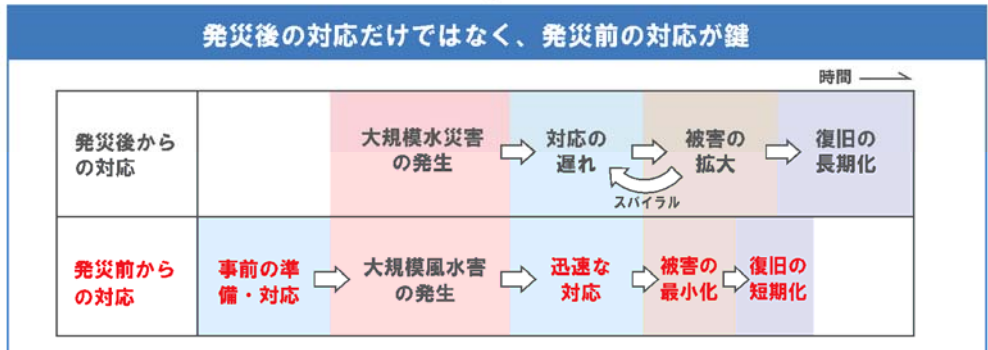 発災後の対応だけではなく、発災前の対応が鍵
時間
発災後から
の対応
大規模水災害
の発生
対応の
遅れ
被害の
拡大
復旧の
長期化
スパイラル
発災前から
の対応
事前の準
備・対応
大規模風水害
の発生
迅速な
対応
被害の
最小化
復旧の
短期化